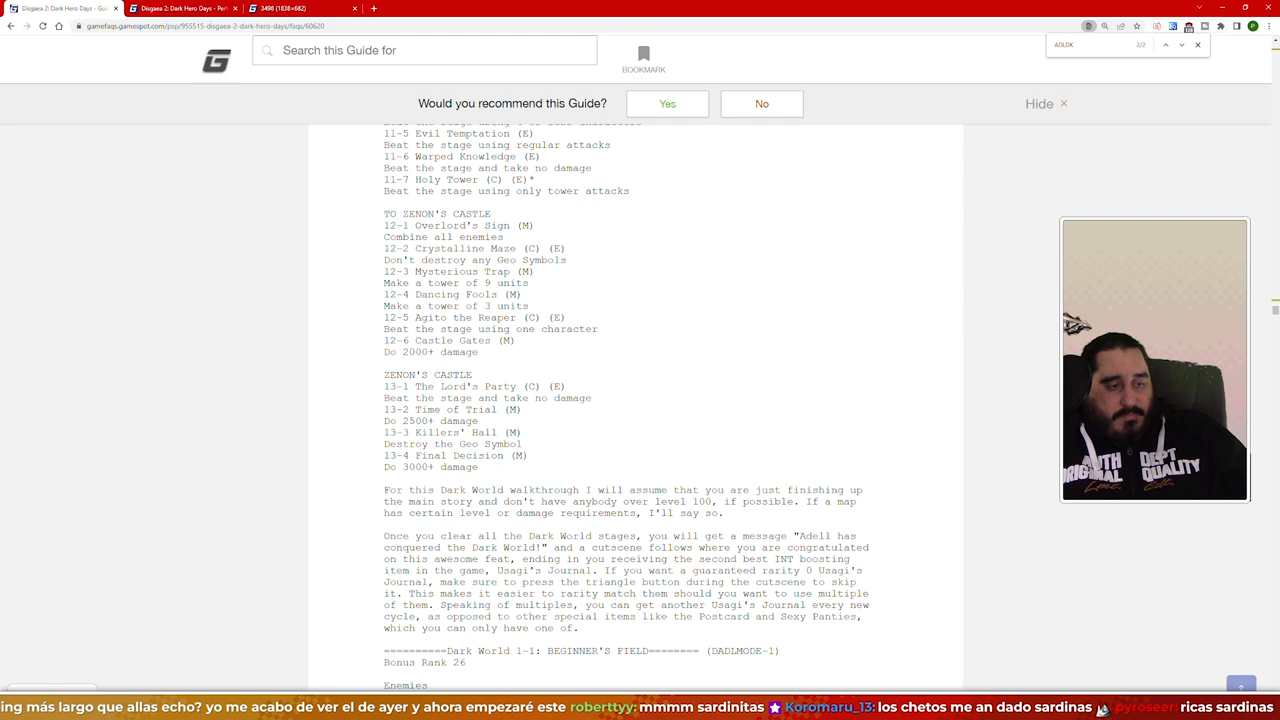 Disgaea 2: Dark Hero Days - Gui
Disgaea 2: Dark Hero Days - Per
3498 (1838×682)
gamefaqs.gamespot.com/psp/955515-disgaea-2-dark-hero-days/faqs/60620
ADLDK 2/2
Search this Guide for
BOOKMARK
Would you recommend this Guide? Yes No Hide ×
11-5 Evil Temptation (E)
Beat the stage using regular attacks
11-6 Warped Knowledge (E)
Beat the stage and take no damage
11-7 Holy Tower (C) (E)*
Beat the stage using only tower attacks
TO ZENON'S CASTLE
12-1 Overlord's Sign (M)
Combine all enemies
12-2 Crystalline Maze (C) (E)
Don't destroy any Geo Symbols
12-3 Mysterious Trap (M)
Make a tower of 9 units
12-4 Dancing Fools (M)
Make a tower of 3 units
12-5 Agito the Reaper (C) (E)
Beat the stage using one character
12-6 Castle Gates (M)
Do 2000+ damage
ZENON'S CASTLE
13-1 The Lord's Party (C) (E)
Beat the stage and take no damage
13-2 Time of Trial (M)
Do 2500+ damage
13-3 Killers' Hall (M)
Destroy the Geo Symbol
13-4 Final Decision (M)
Do 3000+ damage
For this Dark World walkthrough I will assume that you are just finishing up
the main story and don't have anybody over level 100, if possible. If a map
has certain level or damage requirements, I'll say so.
Once you clear all the Dark World stages, you will get a message "Adell has
conquered the Dark World!" and a cutscene follows where you are congratulated
on this awesome feat, ending in you receiving the second best INT boosting
item in the game, Usagi's Journal. If you want a guaranteed rarity 0 Usagi's
Journal, make sure to press the triangle button during the cutscene to skip
it. This makes it easier to rarity match them should you want to use multiple
of them. Speaking of multiples, you can get another Usagi's Journal every new
cycle, as opposed to other special items like the Postcard and Sexy Panties,
which you can only have one of.
==========Dark World 1-1: BEGINNER'S FIELD======== (DADLMODE-1)
Bonus Rank 26
Enemies
DEPT
ORIGINAL QUALITY
ing más largo que allas echo? yo me acabo de ver el de ayer y ahora empezaré este roberttyy: mmmm sardinitas Koromaru_13: los chetos me an dado sardinas pyroseer: ricas sardinas